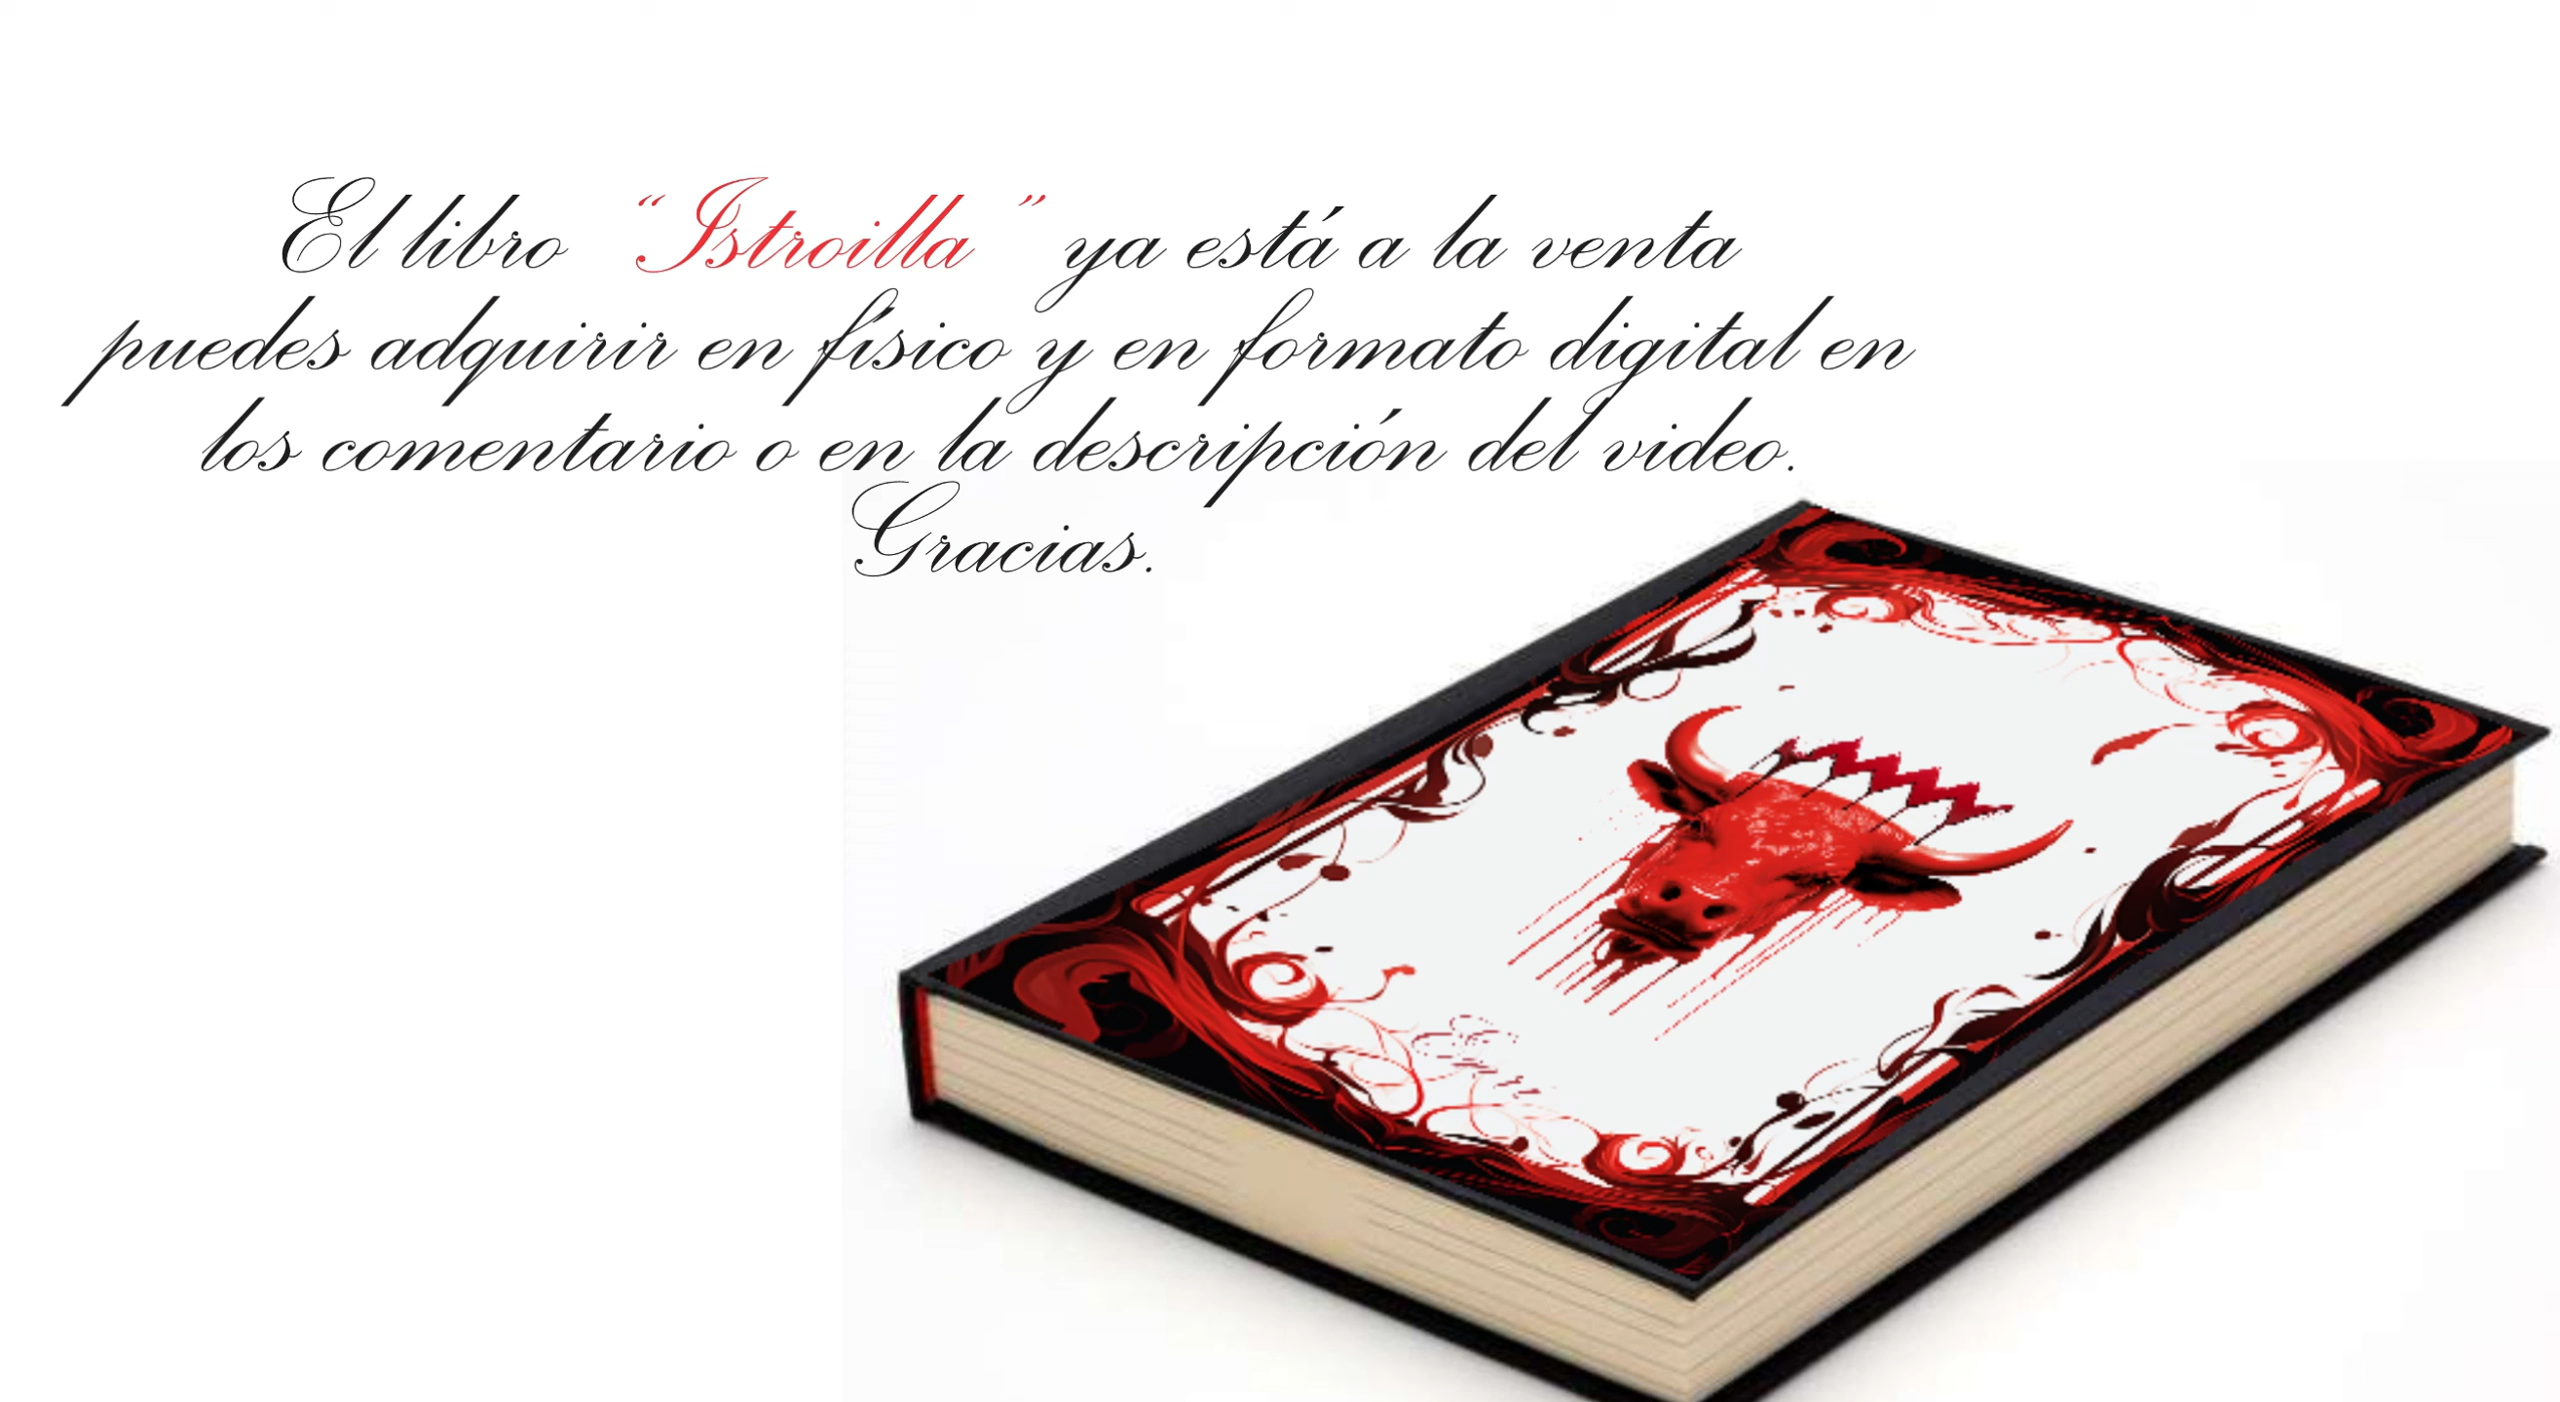 El libro “Istroilla” ya está a la venta
puedes adquirir en físico y en formato digital en
los comentario o en la descripción del video.
Gracias.